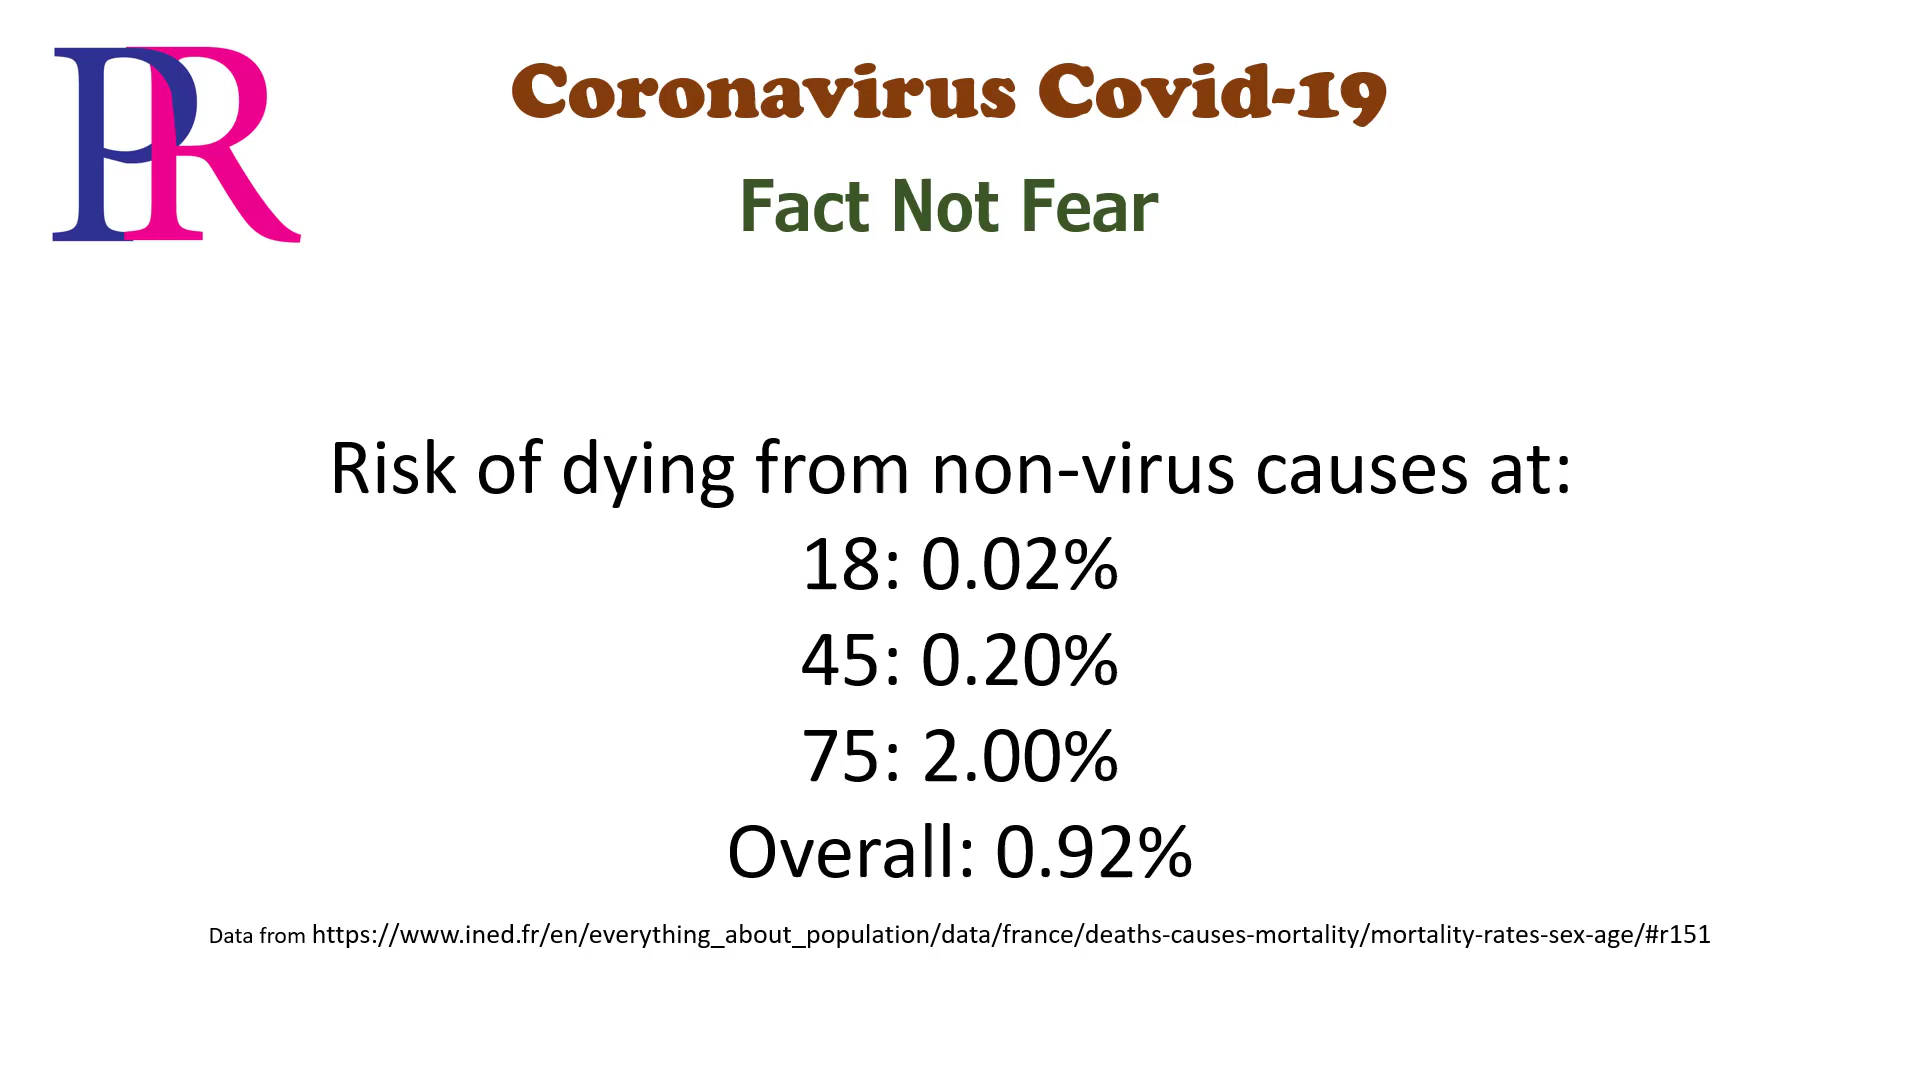 PR
Coronavirus Covid-19
Fact Not Fear
Risk of dying from non-virus causes at:
18: 0.02%
45: 0.20%
75: 2.00%
Overall: 0.92%
Data from https://www.ined.fr/en/everything_about_population/data/france/deaths-causes-mortality/mortality-rates-sex-age/#r151